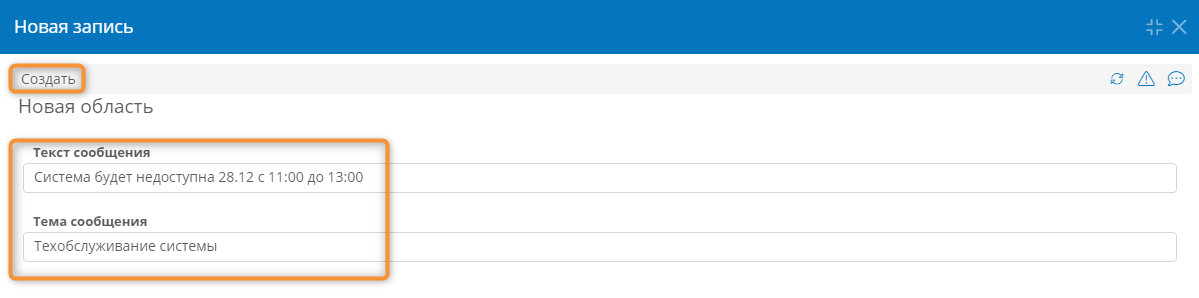 Новая запись
Создать
Новая область
Текст сообщения
Система будет недоступна 28.12 с 11:00 до 13:00
Тема сообщения
Техобслуживание системы